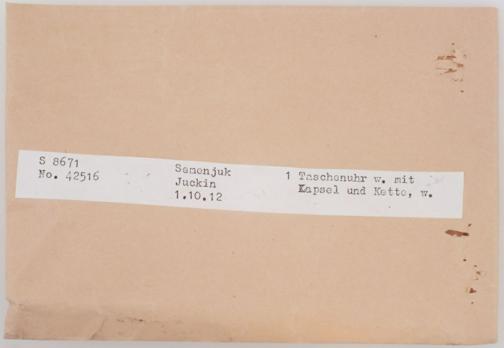 S 8671
No. 42516
Semenjuk
Juckin
1.10.12
1 Taschenuhr w. mit
Kapsel und Kette, w.